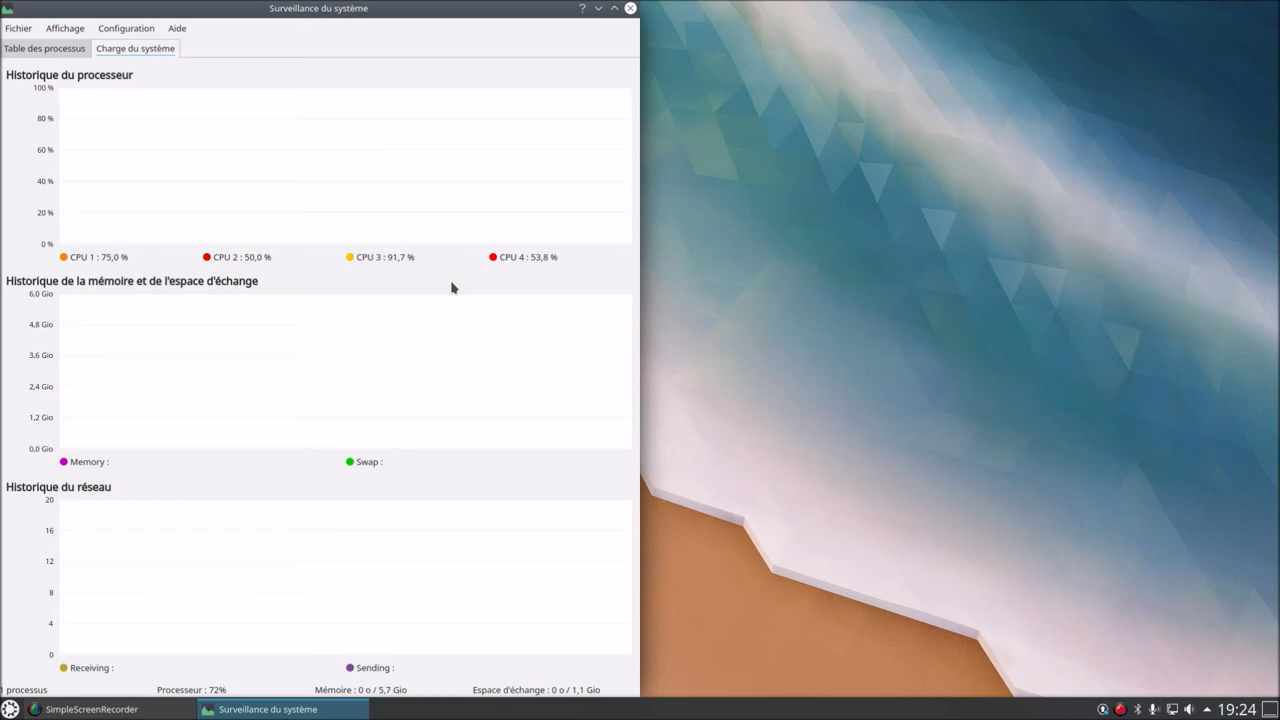 Surveillance du système
?
Fichier Affichage Configuration Aide
Table des processus Charge du système
Historique du processeur
100 %
80 %
60 %
40 %
20 %
0 %
CPU 1 : 75,0 % CPU 2 : 50,0 % CPU 3 : 91,7 % CPU 4 : 53,8 %
Historique de la mémoire et de l'espace d'échange
6,0 Gio
4,8 Gio
3,6 Gio
2,4 Gio
1,2 Gio
0,0 Gio
Memory : Swap :
Historique du réseau
20
16
12
8
4
0
Receiving : Sending :
1 processus Processeur : 72% Mémoire : 0 o / 5,7 Gio Espace d'échange : 0 o / 1,1 Gio
SimpleScreenRecorder Surveillance du système 19:24